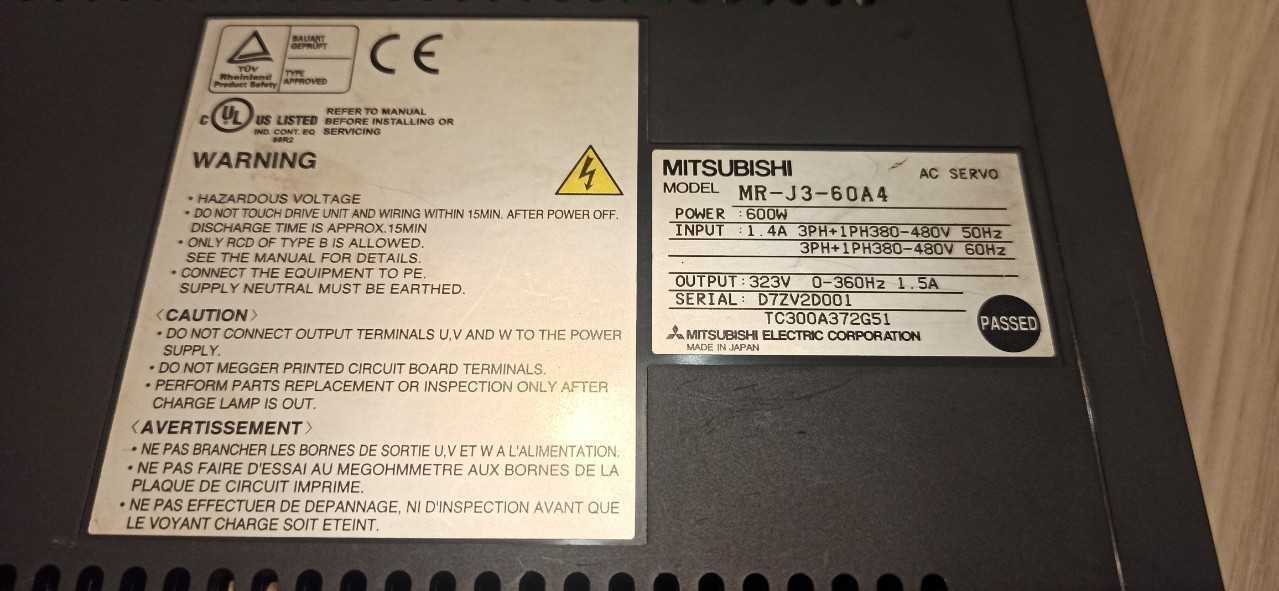 BAUART
GEPRÜFT
TÜV
Rheinland
Product Safety
TYPE
APPROVED
CE
C UL US LISTED
IND. CONT. EQ
REFER TO MANUAL
BEFORE INSTALLING OR
SERVICING
WARNING
• HAZARDOUS VOLTAGE
• DO NOT TOUCH DRIVE UNIT AND WIRING WITHIN 15MIN. AFTER POWER OFF.
DISCHARGE TIME IS APPROX.15MIN
• ONLY RCD OF TYPE B IS ALLOWED.
SEE THE MANUAL FOR DETAILS.
• CONNECT THE EQUIPMENT TO PE.
SUPPLY NEUTRAL MUST BE EARTHED.
〈CAUTION〉
• DO NOT CONNECT OUTPUT TERMINALS U,V AND W TO THE POWER
SUPPLY.
• DO NOT MEGGER PRINTED CIRCUIT BOARD TERMINALS.
• PERFORM PARTS REPLACEMENT OR INSPECTION ONLY AFTER
CHARGE LAMP IS OUT.
〈AVERTISSEMENT〉
• NE PAS BRANCHER LES BORNES DE SORTIE U,V ET W A L'ALIMENTATION.
• NE PAS FAIRE D'ESSAI AU MEGOHMMETRE AUX BORNES DE LA
PLAQUE DE CIRCUIT IMPRIME.
• NE PAS EFFECTUER DE DEPANNAGE, NI D'INSPECTION AVANT QUE
LE VOYANT CHARGE SOIT ETEINT.
MITSUBISHI AC SERVO
MODEL MR-J3-60A4
POWER :600W
INPUT :1.4A 3PH+1PH380-480V 50Hz
3PH+1PH380-480V 60Hz
OUTPUT:323V 0-360Hz 1.5A
SERIAL: D7ZV2D001
TC300A372G51
PASSED
MITSUBISHI ELECTRIC CORPORATION
MADE IN JAPAN